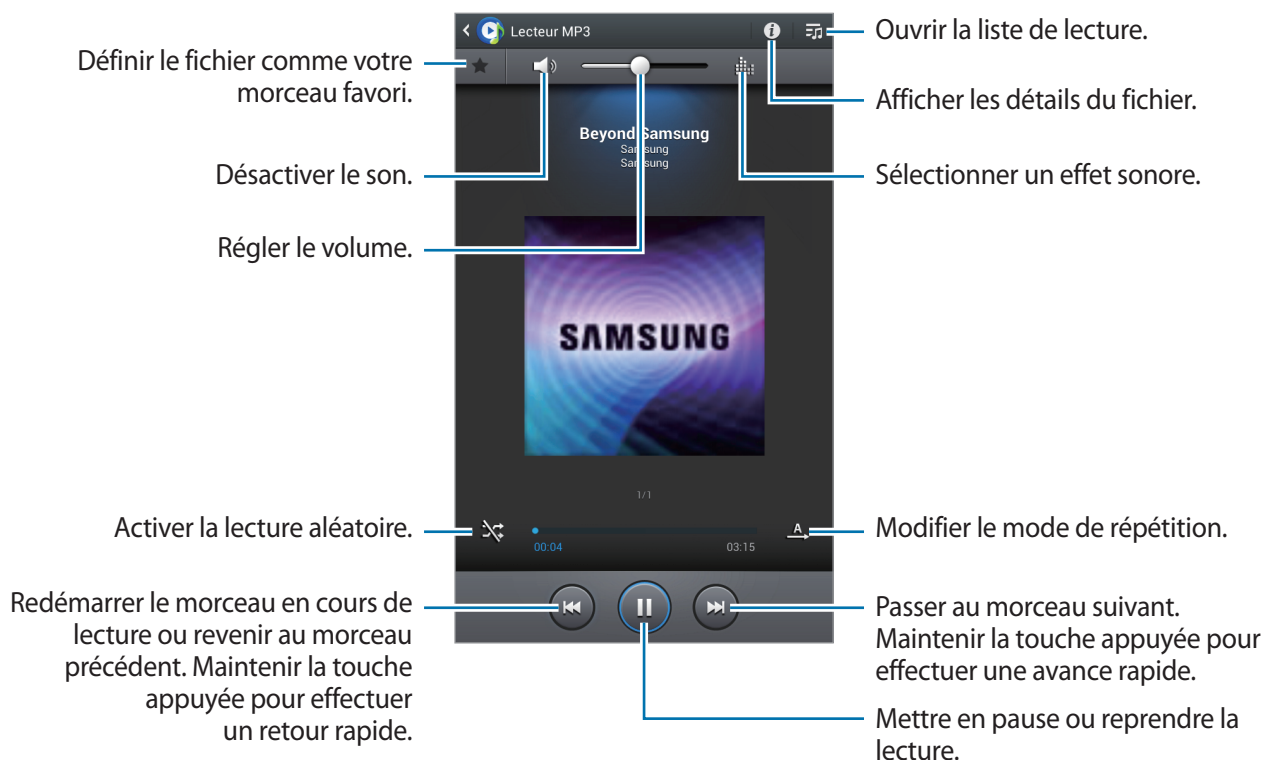 Définir le fichier comme votre
morceau favori.
Désactiver le son.
Régler le volume.
Activer la lecture aléatoire.
Redémarrer le morceau en cours de
lecture ou revenir au morceau
précédent. Maintenir la touche
appuyée pour effectuer
un retour rapide.
Lecteur MP3
Beyond Samsung
Samsung
Samsung
SAMSUNG
1/1
A
00:04
03:15
Ouvrir la liste de lecture.
Afficher les détails du fichier.
Sélectionner un effet sonore.
Modifier le mode de répétition.
Passer au morceau suivant.
Maintenir la touche appuyée pour
effectuer une avance rapide.
Mettre en pause ou reprendre la
lecture.